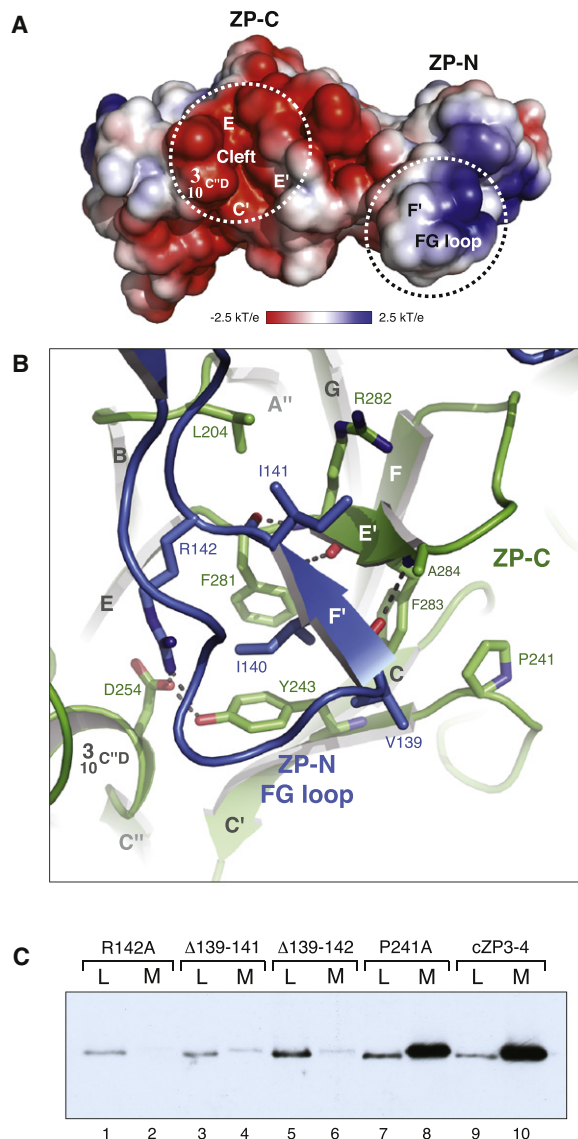 A
ZP-C
ZP-N
E
Cleft
E'
3
10 C"D
C'
F'
FG loop
-2.5 kT/e
2.5 kT/e
B
A"
G
R282
L204
B
F
I141
R142
E'
ZP-C
F281
A284
E
F'
F283
I140
P241
D254
Y243
C
V139
3
10 C"D
ZP-N
FG loop
C'
C"
C
R142A Δ139-141 Δ139-142 P241A cZP3-4
L M L M L M L M L M
1 2 3 4 5 6 7 8 9 10